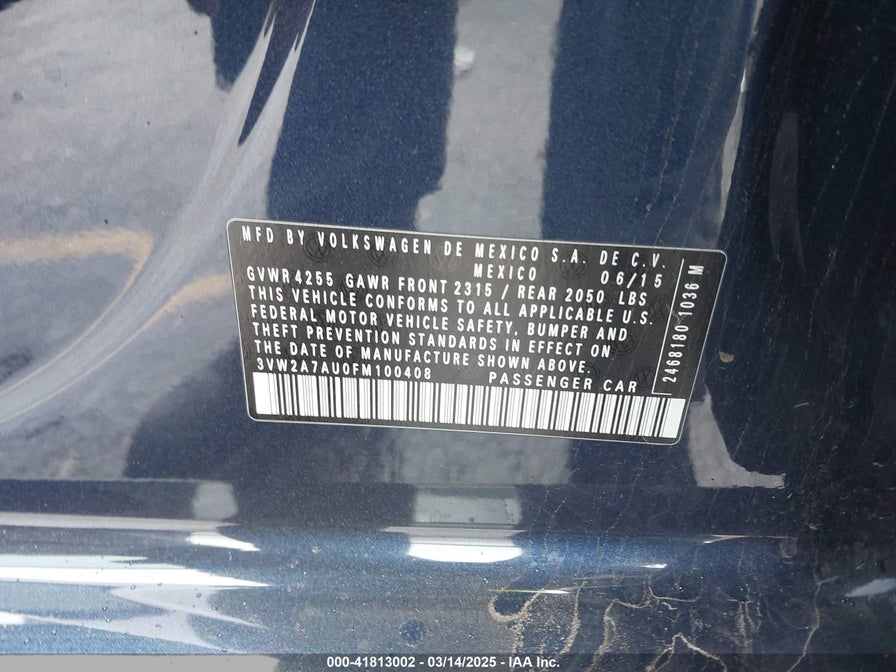 MFD BY VOLKSWAGEN DE MEXICO S.A. DE C.V.
MEXICO 06/15
GVWR 4255 GAWR FRONT 2315 / REAR 2050 LBS
THIS VEHICLE CONFORMS TO ALL APPLICABLE U.S.
FEDERAL MOTOR VEHICLE SAFETY, BUMPER AND
THEFT PREVENTION STANDARDS IN EFFECT ON
THE DATE OF MANUFACTURE SHOWN ABOVE.
3VW2A7AU0FM100408 PASSENGER CAR
2468180 1036 M
000-41813002 - 03/14/2025 - IAA Inc.